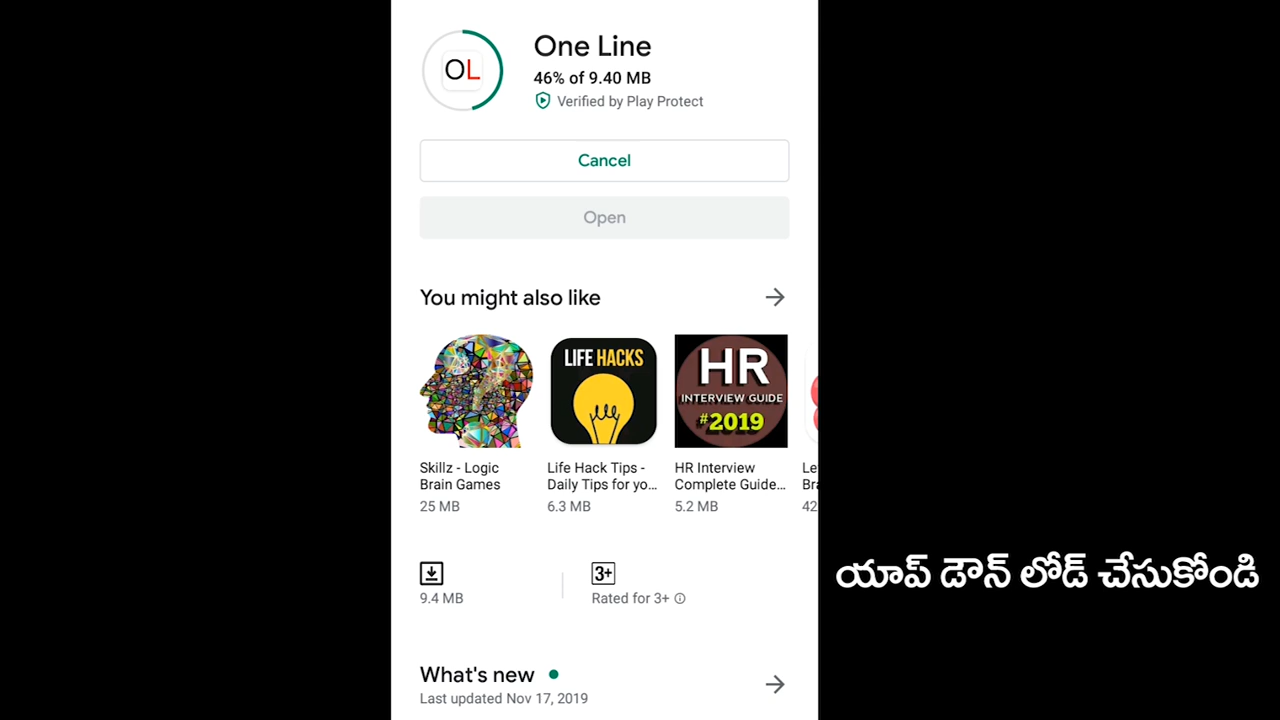 OL
One Line
46% of 9.40 MB
Verified by Play Protect
Cancel
Open
You might also like
LIFE HACKS
HR
INTERVIEW GUIDE
#2019
Skillz - Logic
Brain Games
25 MB
Life Hack Tips -
Daily Tips for yo...
6.3 MB
HR Interview
Complete Guide...
5.2 MB
Le
Bra
42
9.4 MB
3+
Rated for 3+
యాప్ డౌన్ లోడ్ చేసుకోండి
What's new
Last updated Nov 17, 2019